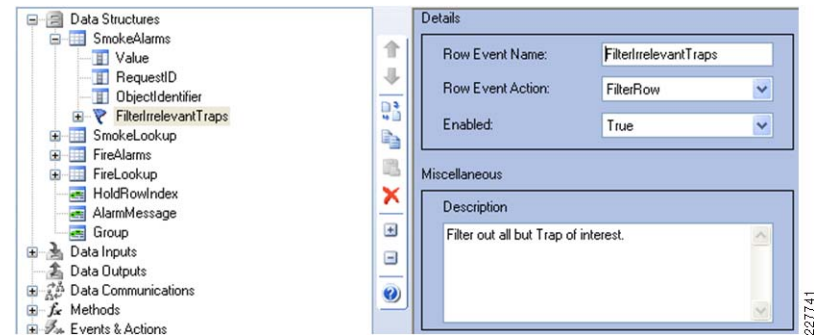 Data Structures
SmokeAlarms
Value
RequestID
ObjectIdentifier
FilterIrrelevantTraps
SmokeLookup
FireAlarms
FireLookup
HoldRowIndex
AlarmMessage
Group
Data Inputs
Data Outputs
Data Communications
fx Methods
Events & Actions
Details
Row Event Name: FilterIrrelevantTraps
Row Event Action: FilterRow
Enabled: True
Miscellaneous
Description
Filter out all but Trap of interest.
227741